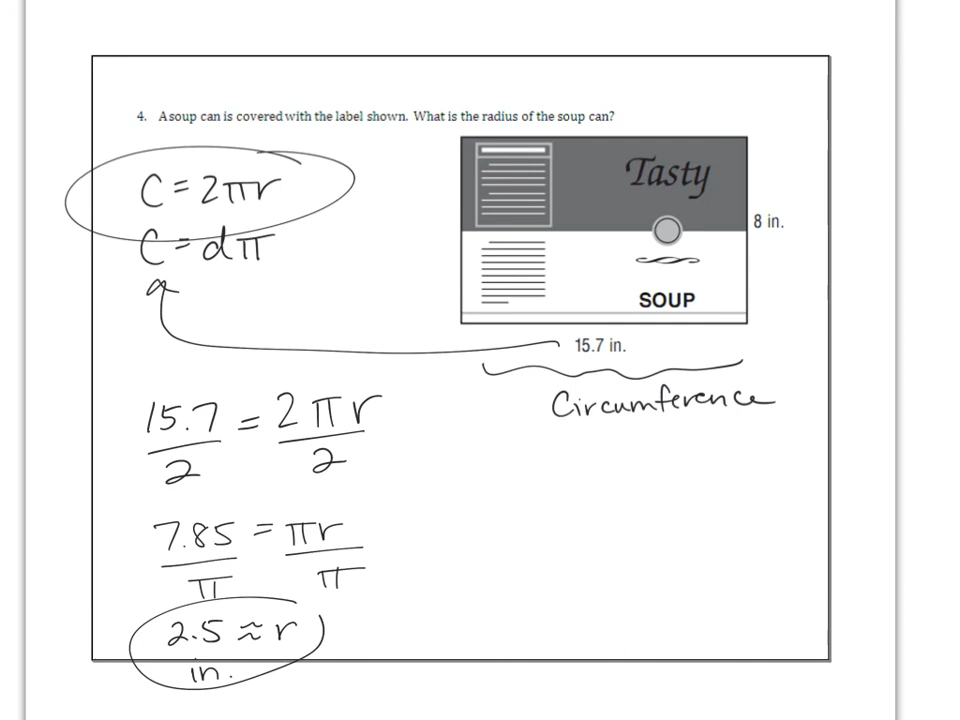 4. A soup can is covered with the label shown. What is the radius of the soup can?
C = 2πr
C = dπ
Tasty
8 in.
SOUP
15.7 in.
Circumference
15.7 = 2πr
2 2
7.85 = πr
π π
2.5 ≈ r
in.